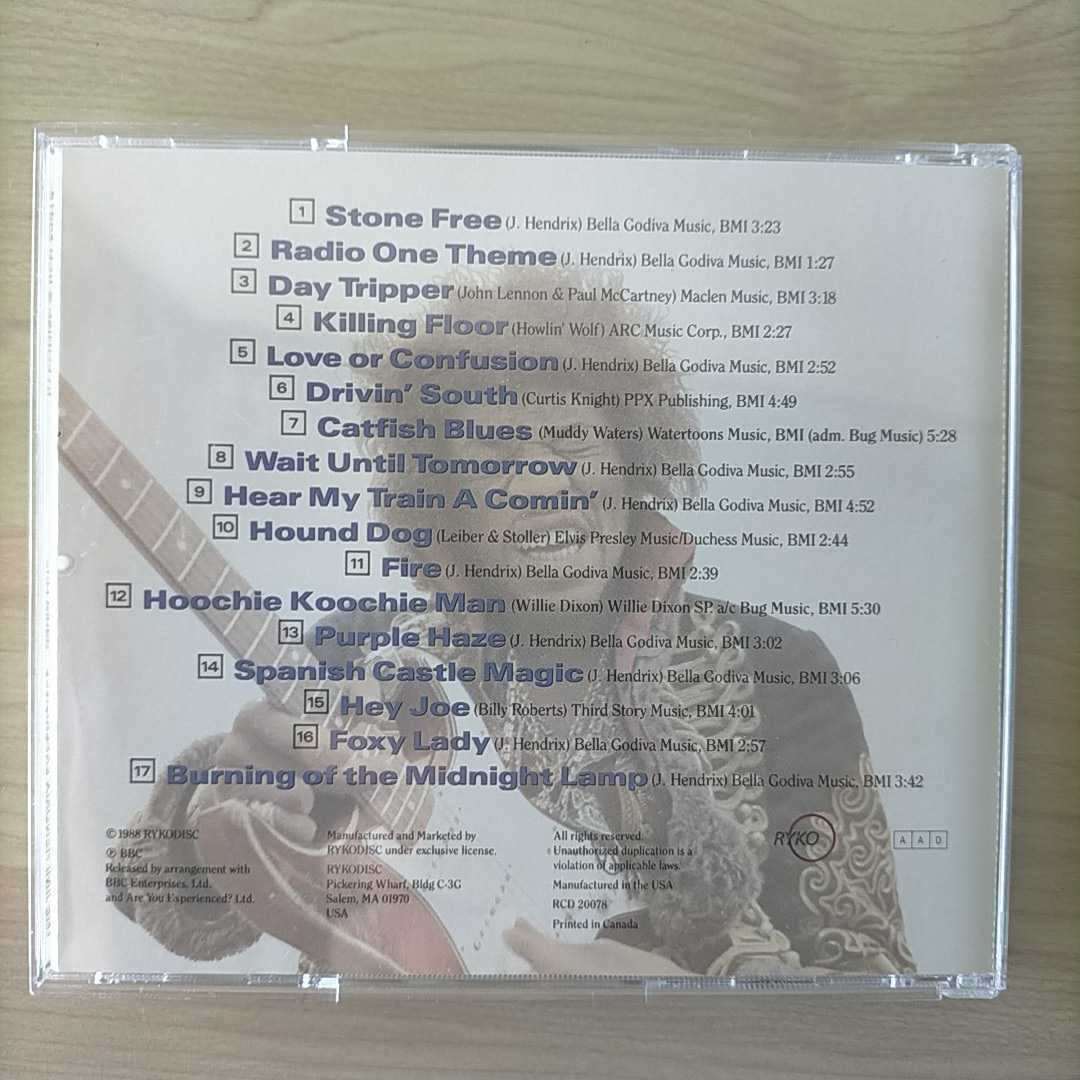 1 Stone Free (J. Hendrix) Bella Godiva Music, BMI 3:23
2 Radio One Theme (J. Hendrix) Bella Godiva Music, BMI 1:27
3 Day Tripper (John Lennon & Paul McCartney) Maclen Music, BMI 3:18
4 Killing Floor (Howlin' Wolf) ARC Music Corp., BMI 2:27
5 Love or Confusion (J. Hendrix) Bella Godiva Music, BMI 2:52
6 Drivin' South (Curtis Knight) PPX Publishing, BMI 4:49
7 Catfish Blues (Muddy Waters) Watertoons Music, BMI (adm. Bug Music) 5:28
8 Wait Until Tomorrow (J. Hendrix) Bella Godiva Music, BMI 2:55
9 Hear My Train A Comin' (J. Hendrix) Bella Godiva Music, BMI 4:52
10 Hound Dog (Leiber & Stoller) Elvis Presley Music/Duchess Music, BMI 2:44
11 Fire (J. Hendrix) Bella Godiva Music, BMI 2:39
12 Hoochie Koochie Man (Willie Dixon) Willie Dixon SP. a/c Bug Music, BMI 5:30
13 Purple Haze (J. Hendrix) Bella Godiva Music, BMI 3:02
14 Spanish Castle Magic (J. Hendrix) Bella Godiva Music, BMI 3:06
15 Hey Joe (Billy Roberts) Third Story Music, BMI 4:01
16 Foxy Lady (J. Hendrix) Bella Godiva Music, BMI 2:57
17 Burning of the Midnight Lamp (J. Hendrix) Bella Godiva Music, BMI 3:42
© 1988 RYKODISC
℗ BBC
Released by arrangement with
BBC Enterprises, Ltd.
and Are You Experienced? Ltd.
Manufactured and Marketed by
RYKODISC under exclusive license.
RYKODISC
Pickering Wharf, Bldg C-3G
Salem, MA 01970
USA
All rights reserved.
Unauthorized duplication is a
violation of applicable laws.
Manufactured in the USA
RCD 20078
Printed in Canada
RYKO
A A D